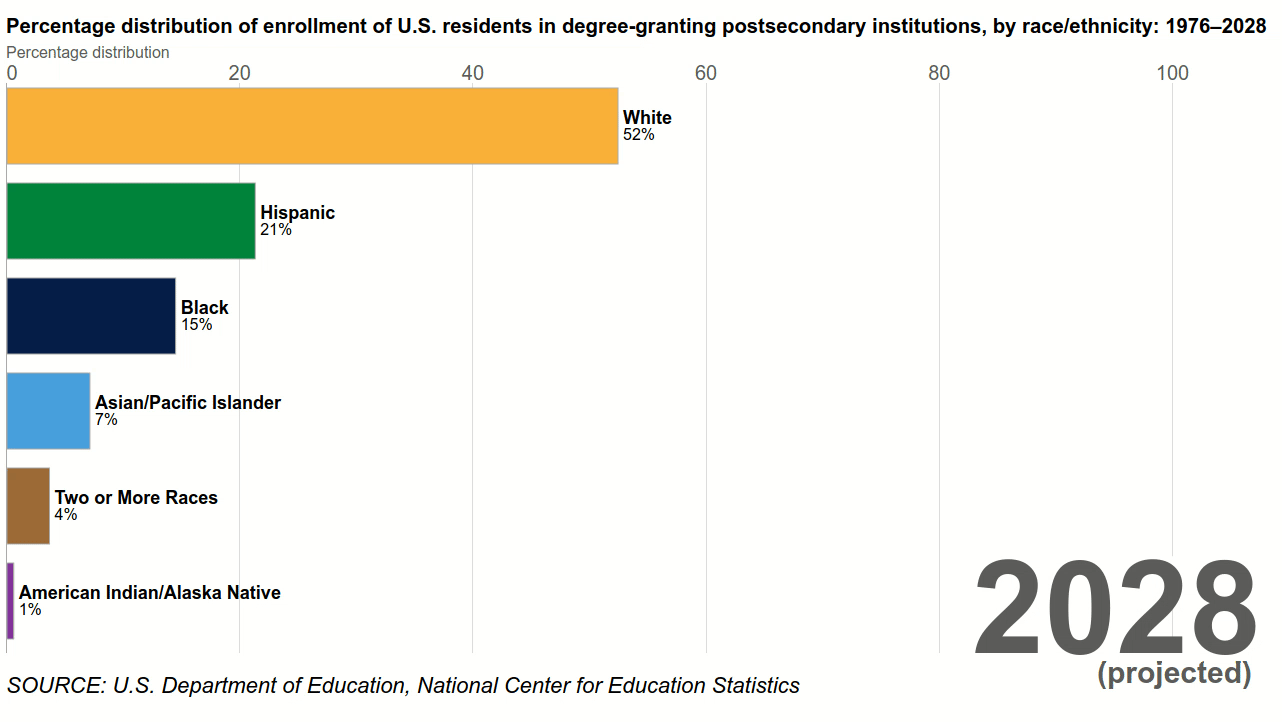 Percentage distribution of enrollment of U.S. residents in degree-granting postsecondary institutions, by race/ethnicity: 1976–2028
Percentage distribution
0 20 40 60 80 100
White
52%
Hispanic
21%
Black
15%
Asian/Pacific Islander
7%
Two or More Races
4%
American Indian/Alaska Native
1%
2028
(projected)
SOURCE: U.S. Department of Education, National Center for Education Statistics